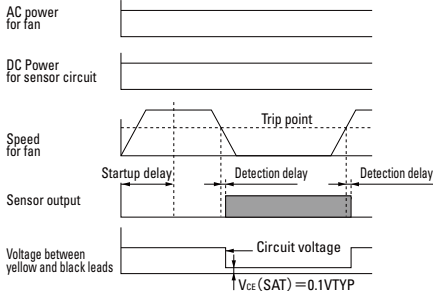 AC power
for fan
DC Power
for sensor circuit
Trip point
Speed
for fan
Startup delay
Detection delay
Detection delay
Sensor output
Circuit voltage
Voltage between
yellow and black leads
VCE(SAT)=0.1VTYP